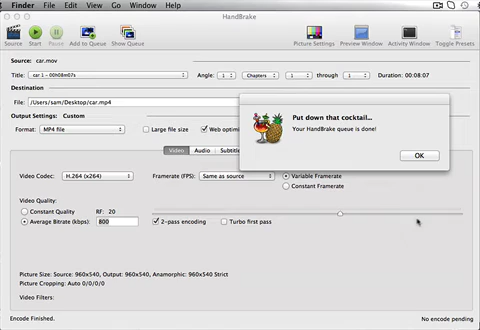 Finder File Edit View Go Window Help
HandBrake
Source Start Pause Add to Queue Show Queue Picture Settings Preview Window Activity Window Toggle Presets
Source: car.mov
Title: car 1 - 00h08m07s Angle: 1 Chapters 1 through 1 Duration: 00:08:07
Destination
File: /Users/sam/Desktop/car.mp4
Output Settings: Custom
Format: MP4 file Large file size Web optimi
Put down that cocktail...
Your HandBrake queue is done!
OK
Video Audio Subtitle
Video Codec: H.264 (x264) Framerate (FPS): Same as source Variable Framerate
Constant Framerate
Video Quality:
Constant Quality RF: 20
Average Bitrate (kbps): 800 2-pass encoding Turbo first pass
Picture Size: Source: 960x540, Output: 960x540, Anamorphic: 960x540 Strict
Picture Cropping: Auto 0/0/0/0
Video Filters:
Encode Finished. No encode pending